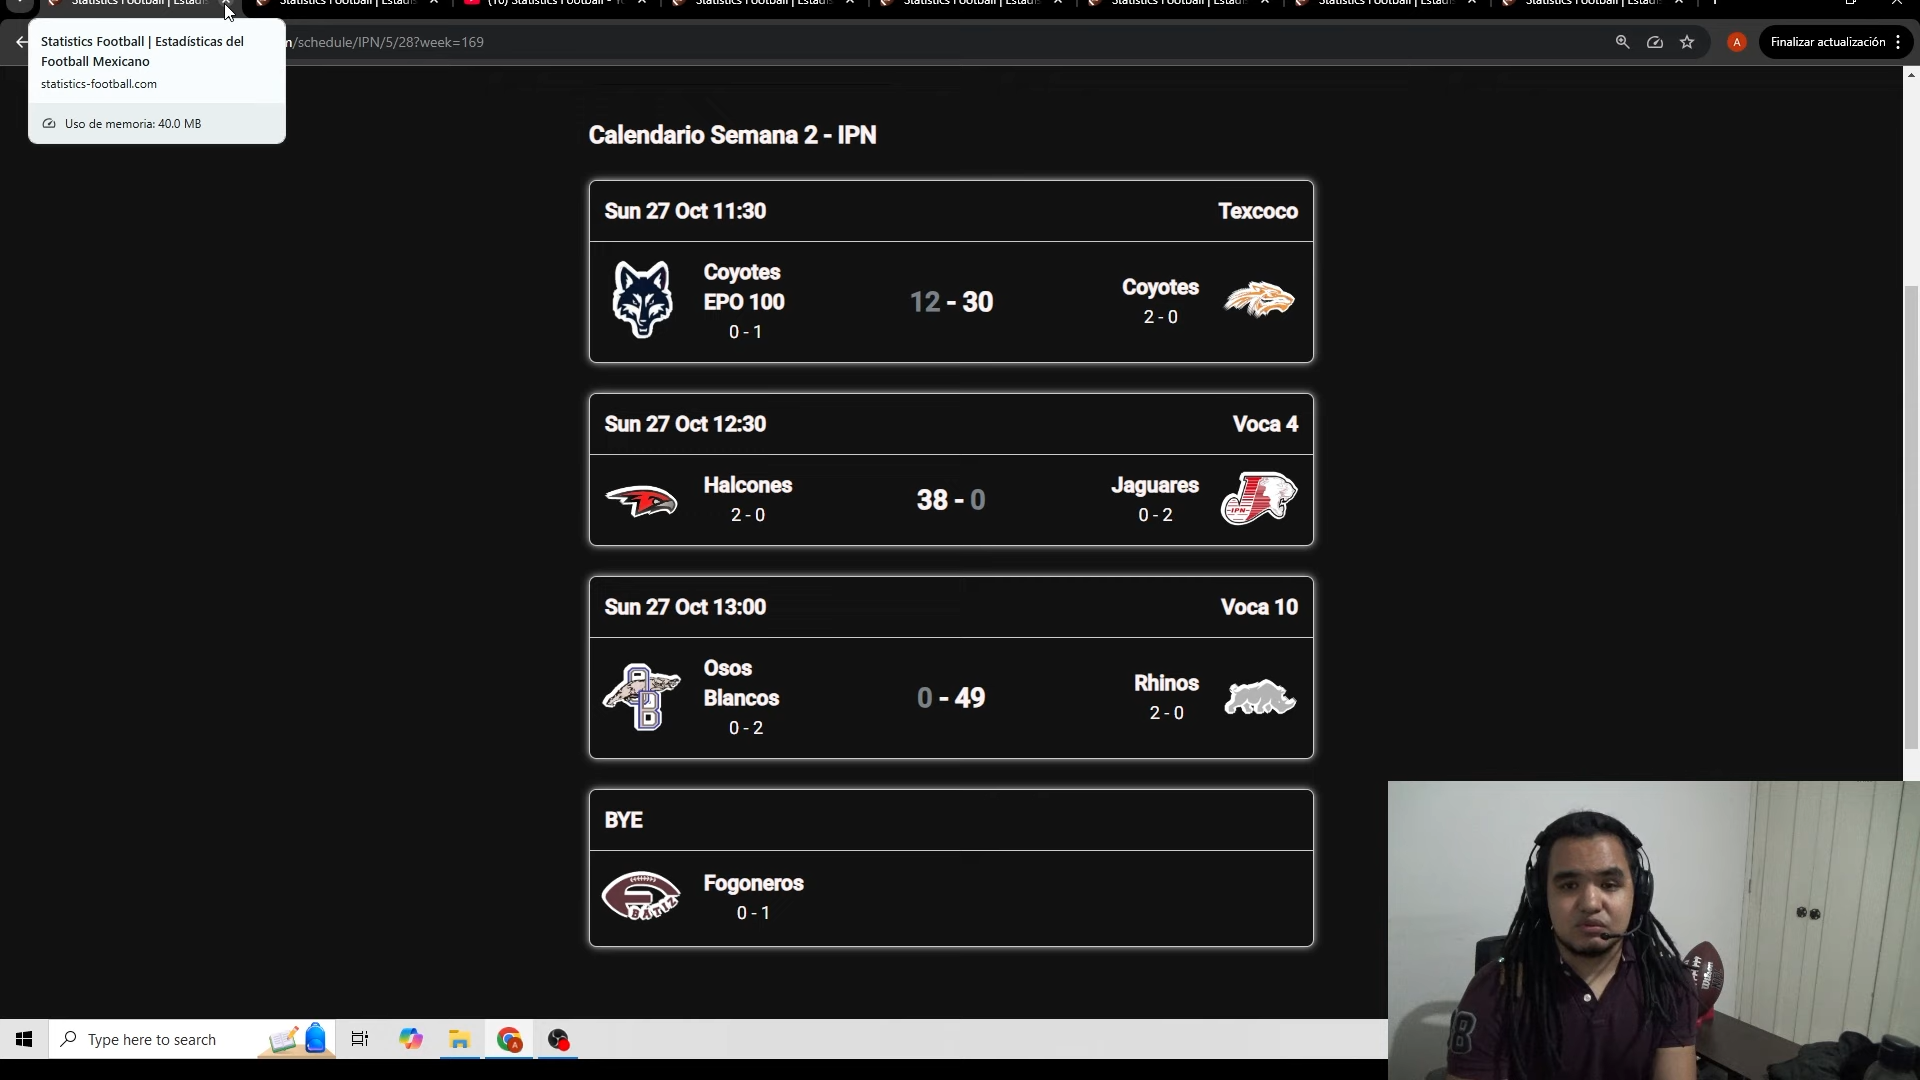 Statistics Football | Estadísticas del
Football Mexicano
statistics-football.com
Uso de memoria: 40.0 MB
n/schedule/IPN/5/28?week=169
A
Finalizar actualización
Calendario Semana 2 - IPN
Sun 27 Oct 11:30
Texcoco
Coyotes
EPO 100
0 - 1
12 - 30
Coyotes
2 - 0
Sun 27 Oct 12:30
Voca 4
Halcones
2 - 0
38 - 0
Jaguares
0 - 2
J
IPN
Sun 27 Oct 13:00
Voca 10
Osos
Blancos
0 - 2
OB
0 - 49
Rhinos
2 - 0
BYE
BATIZ
Fogoneros
0 - 1
Type here to search
A
Wilson
B